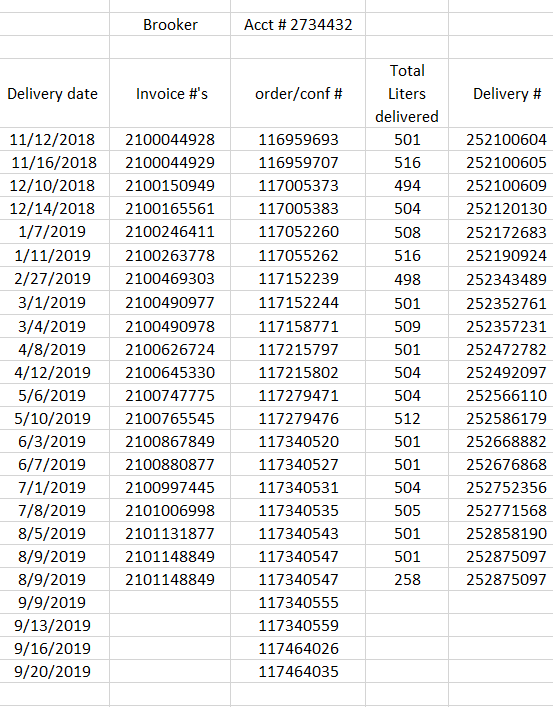 Brooker Acct # 2734432
Total
Delivery date Invoice #'s order/conf # Liters Delivery #
delivered
11/12/2018 2100044928 116959693 501 252100604
11/16/2018 2100044929 116959707 516 252100605
12/10/2018 2100150949 117005373 494 252100609
12/14/2018 2100165561 117005383 504 252120130
1/7/2019 2100246411 117052260 508 252172683
1/11/2019 2100263778 117055262 516 252190924
2/27/2019 2100469303 117152239 498 252343489
3/1/2019 2100490977 117152244 501 252352761
3/4/2019 2100490978 117158771 509 252357231
4/8/2019 2100626724 117215797 501 252472782
4/12/2019 2100645330 117215802 504 252492097
5/6/2019 2100747775 117279471 504 252566110
5/10/2019 2100765545 117279476 512 252586179
6/3/2019 2100867849 117340520 501 252668882
6/7/2019 2100880877 117340527 501 252676868
7/1/2019 2100997445 117340531 504 252752356
7/8/2019 2101006998 117340535 505 252771568
8/5/2019 2101131877 117340543 501 252858190
8/9/2019 2101148849 117340547 501 252875097
8/9/2019 2101148849 117340547 258 252875097
9/9/2019 117340555
9/13/2019 117340559
9/16/2019 117464026
9/20/2019 117464035